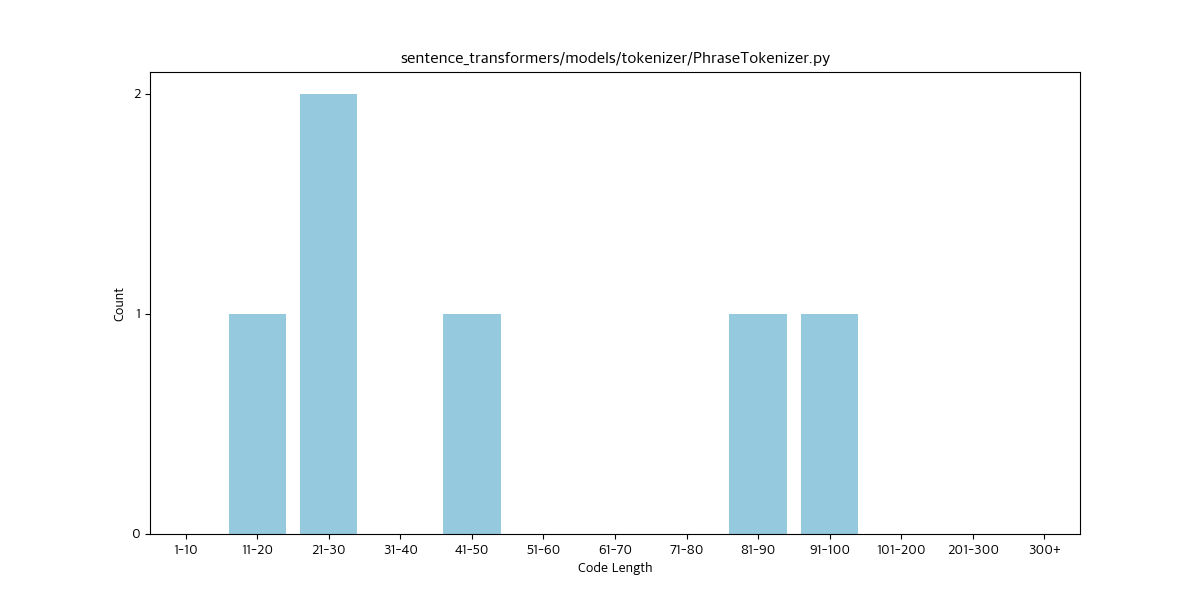 sentence_transformers/models/tokenizer/PhraseTokenizer.py
Count
2
1
0
1-10 11-20 21-30 31-40 41-50 51-60 61-70 71-80 81-90 91-100 101-200 201-300 300+
Code Length